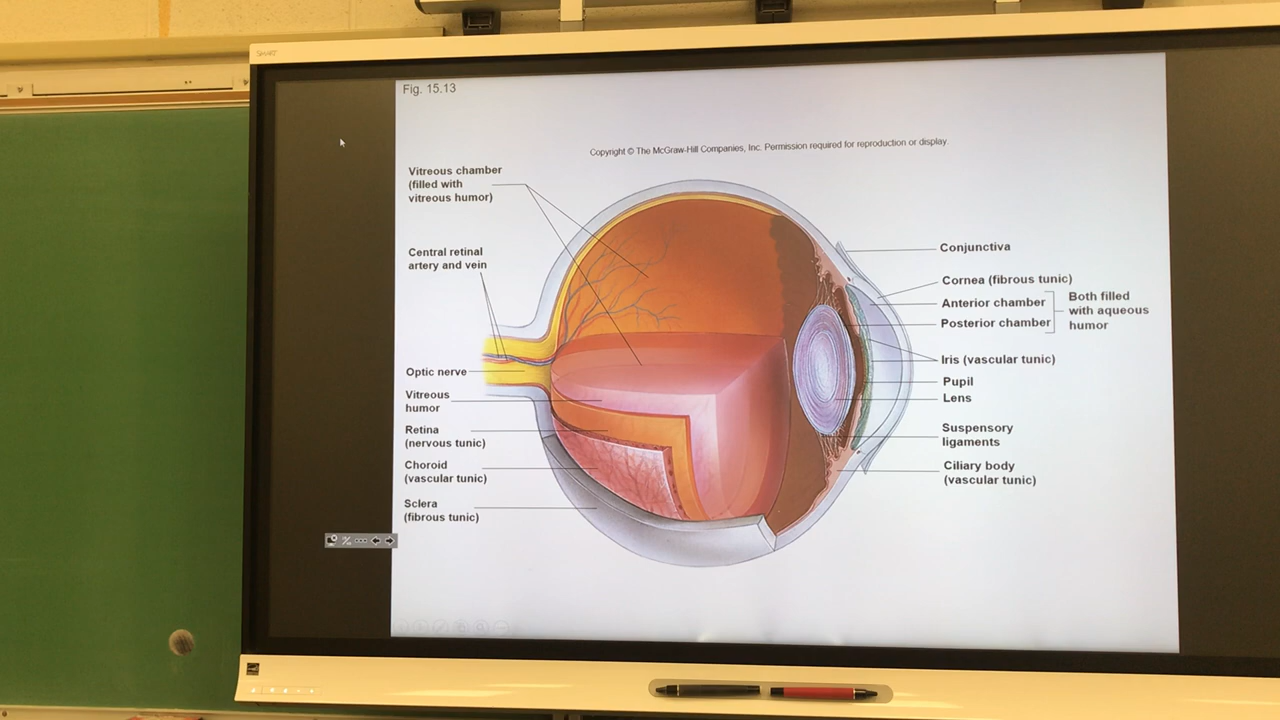 SMART
Fig. 15.13
Copyright © The McGraw-Hill Companies, Inc. Permission required for reproduction or display
Vitreous chamber
(filled with
vitreous humor)
Central retinal
artery and vein
Optic nerve
Vitreous
humor
Retina
(nervous tunic)
Choroid
(vascular tunic)
Sclera
(fibrous tunic)
Conjunctiva
Cornea (fibrous tunic)
Anterior chamber
Posterior chamber
Both filled
with aqueous
humor
Iris (vascular tunic)
Pupil
Lens
Suspensory
ligaments
Ciliary body
(vascular tunic)